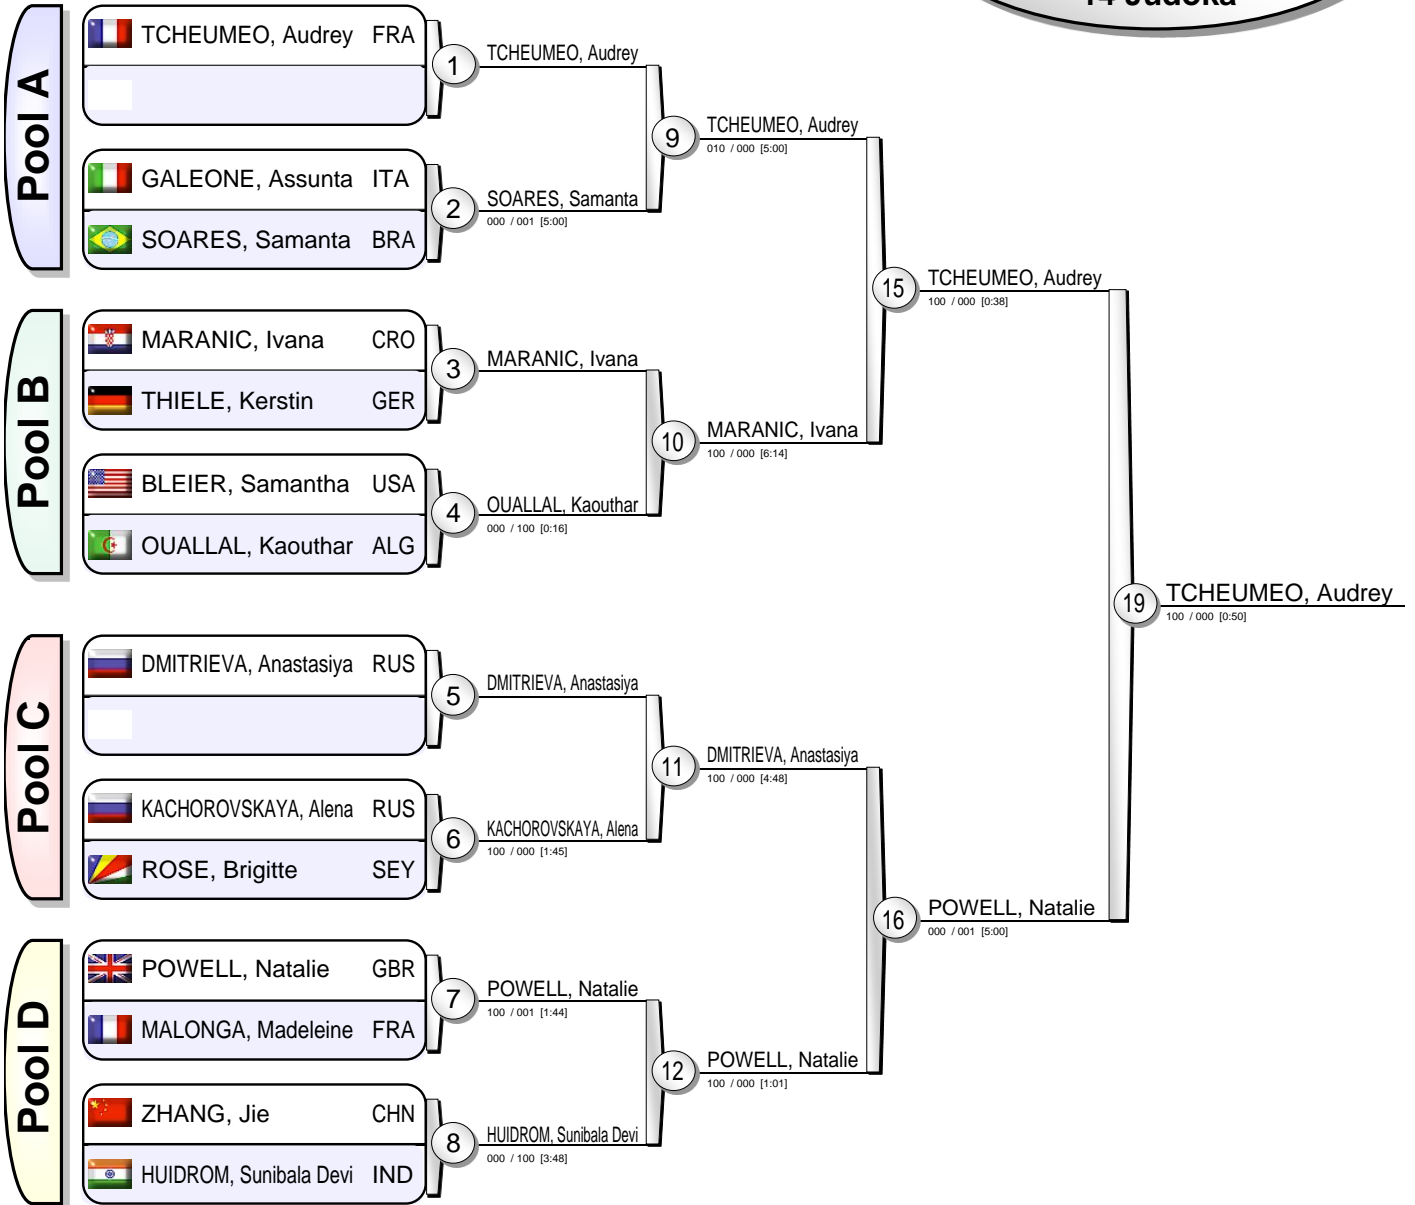 14 Judoka
Pool A
TCHEUMEO, Audrey FRA
GALEONE, Assunta ITA
SOARES, Samanta BRA
1
TCHEUMEO, Audrey
2
SOARES, Samanta
000 / 001 [5:00]
9
TCHEUMEO, Audrey
010 / 000 [5:00]
Pool B
MARANIC, Ivana CRO
THIELE, Kerstin GER
BLEIER, Samantha USA
OUALLAL, Kaouthar ALG
3
MARANIC, Ivana
4
OUALLAL, Kaouthar
000 / 100 [0:16]
10
MARANIC, Ivana
100 / 000 [6:14]
15
TCHEUMEO, Audrey
100 / 000 [0:38]
Pool C
DMITRIEVA, Anastasiya RUS
KACHOROVSKAYA, Alena RUS
ROSE, Brigitte SEY
5
DMITRIEVA, Anastasiya
6
KACHOROVSKAYA, Alena
100 / 000 [1:45]
11
DMITRIEVA, Anastasiya
100 / 000 [4:48]
Pool D
POWELL, Natalie GBR
MALONGA, Madeleine FRA
ZHANG, Jie CHN
HUIDROM, Sunibala Devi IND
7
POWELL, Natalie
100 / 001 [1:44]
8
HUIDROM, Sunibala Devi
000 / 100 [3:48]
12
POWELL, Natalie
100 / 000 [1:01]
16
POWELL, Natalie
000 / 001 [5:00]
19
TCHEUMEO, Audrey
100 / 000 [0:50]